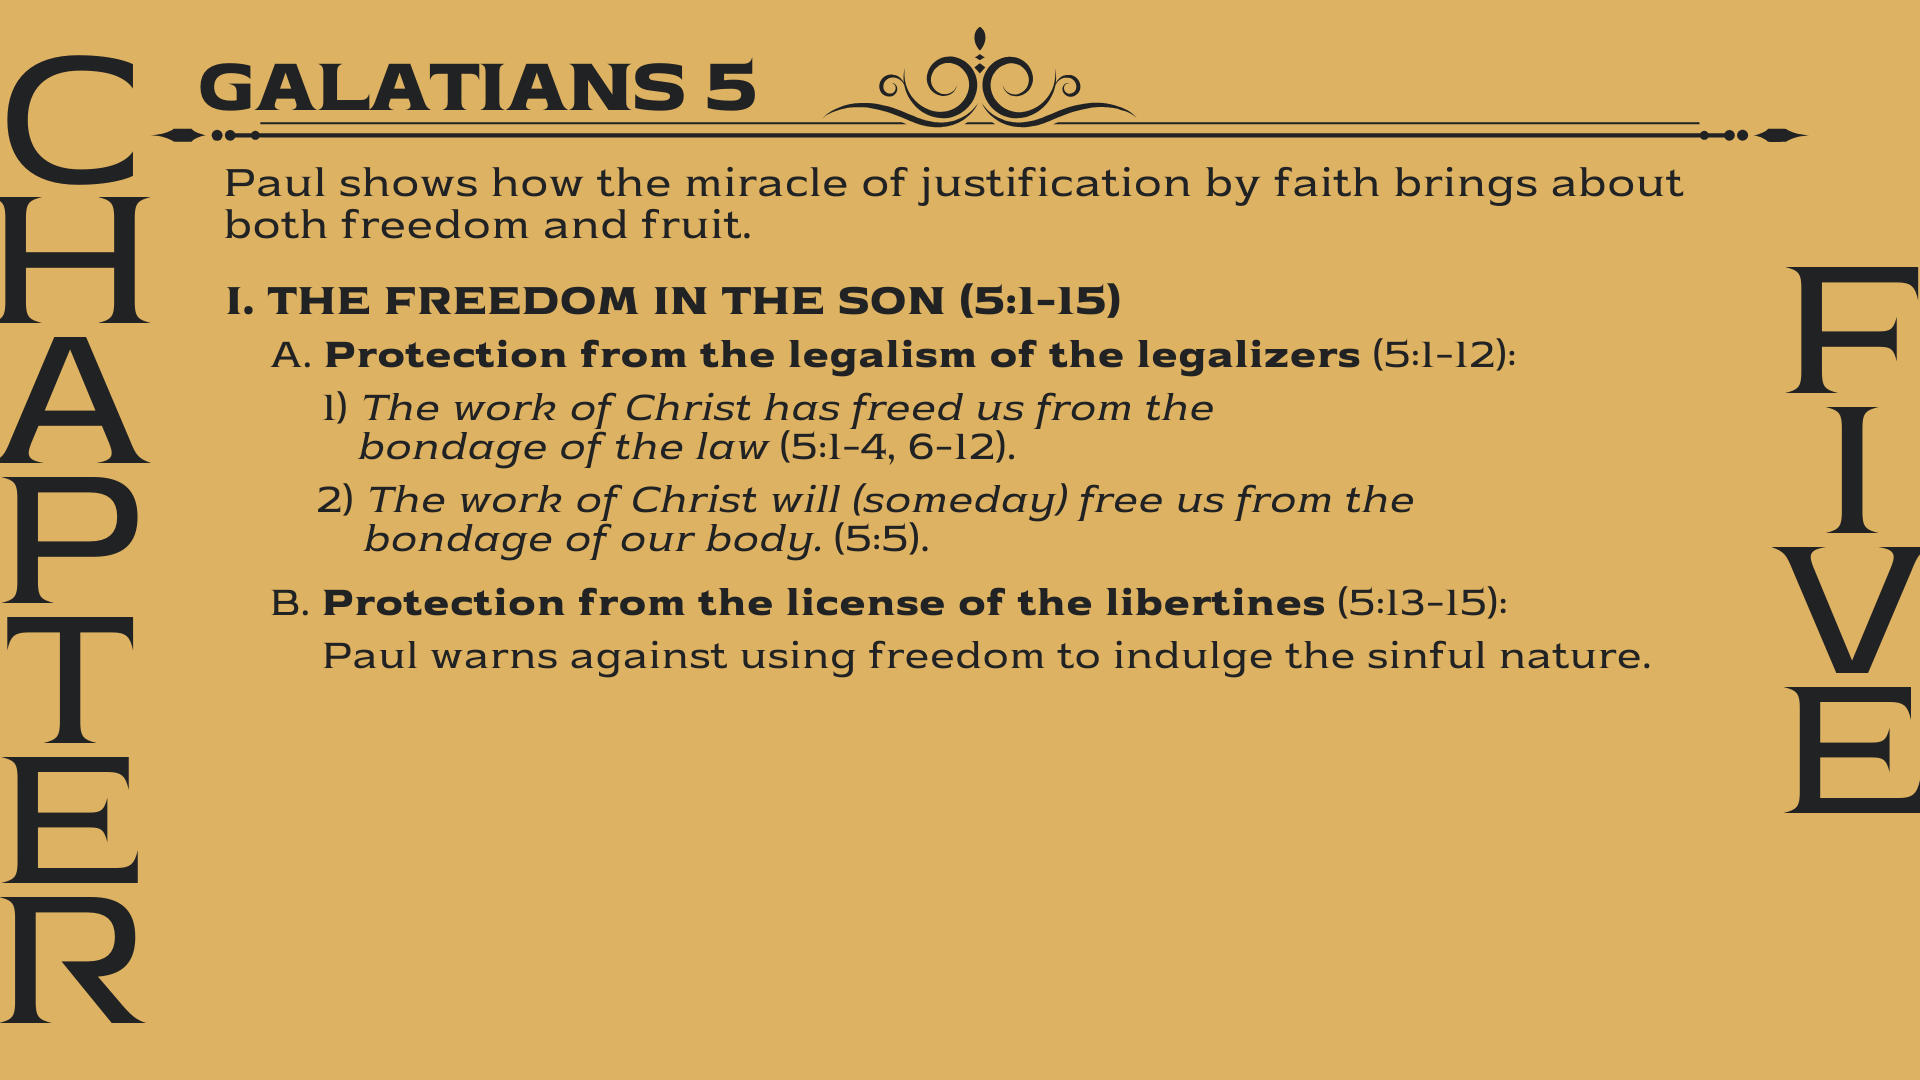 CHAPTER
GALATIANS 5
Paul shows how the miracle of justification by faith brings about
both freedom and fruit.
I. THE FREEDOM IN THE SON (5:1-15)
A. Protection from the legalism of the legalizers (5:1-12):
1) The work of Christ has freed us from the
bondage of the law (5:1-4, 6-12).
2) The work of Christ will (someday) free us from the
bondage of our body. (5:5).
B. Protection from the license of the libertines (5:13-15):
Paul warns against using freedom to indulge the sinful nature.
FIVE